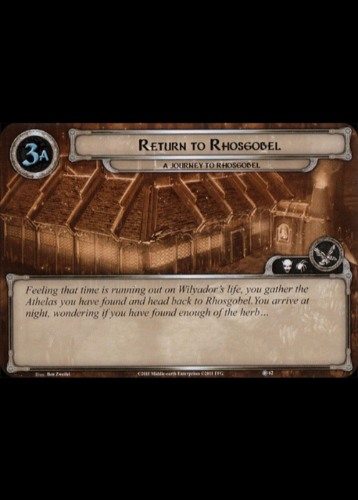 3A
Return to Rhosgobel
A Journey to Rhosgobel
Feeling that time is running out on Wilyador's life, you gather the
Athelas you have found and head back to Rhosgobel. You arrive at
night, wondering if you have found enough of the herb…
Illus. Ben Zweifel
©2011 Middle-earth Enterprises ©2011 FFG
62